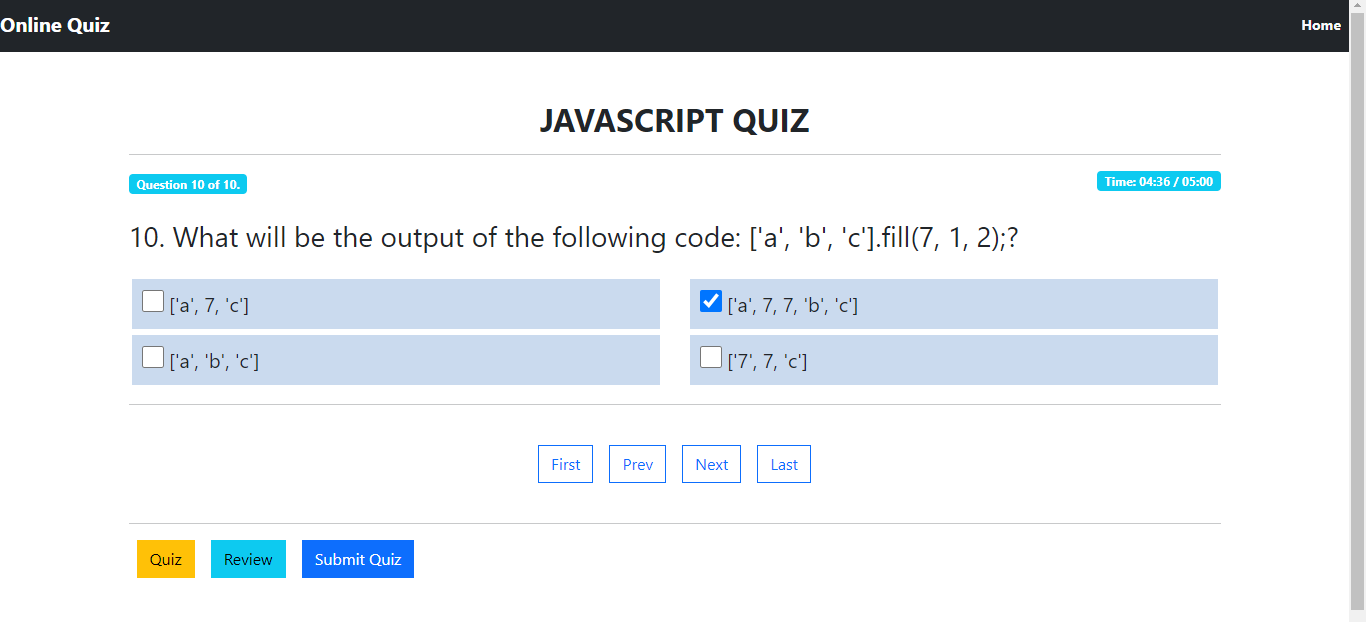 Online Quiz
Home
JAVASCRIPT QUIZ
Question 10 of 10.
Time: 04:36 / 05:00
10. What will be the output of the following code: ['a', 'b', 'c'].fill(7, 1, 2);?
['a', 7, 'c']
['a', 7, 7, 'b', 'c']
['a', 'b', 'c']
['7', 7, 'c']
First
Prev
Next
Last
Quiz
Review
Submit Quiz